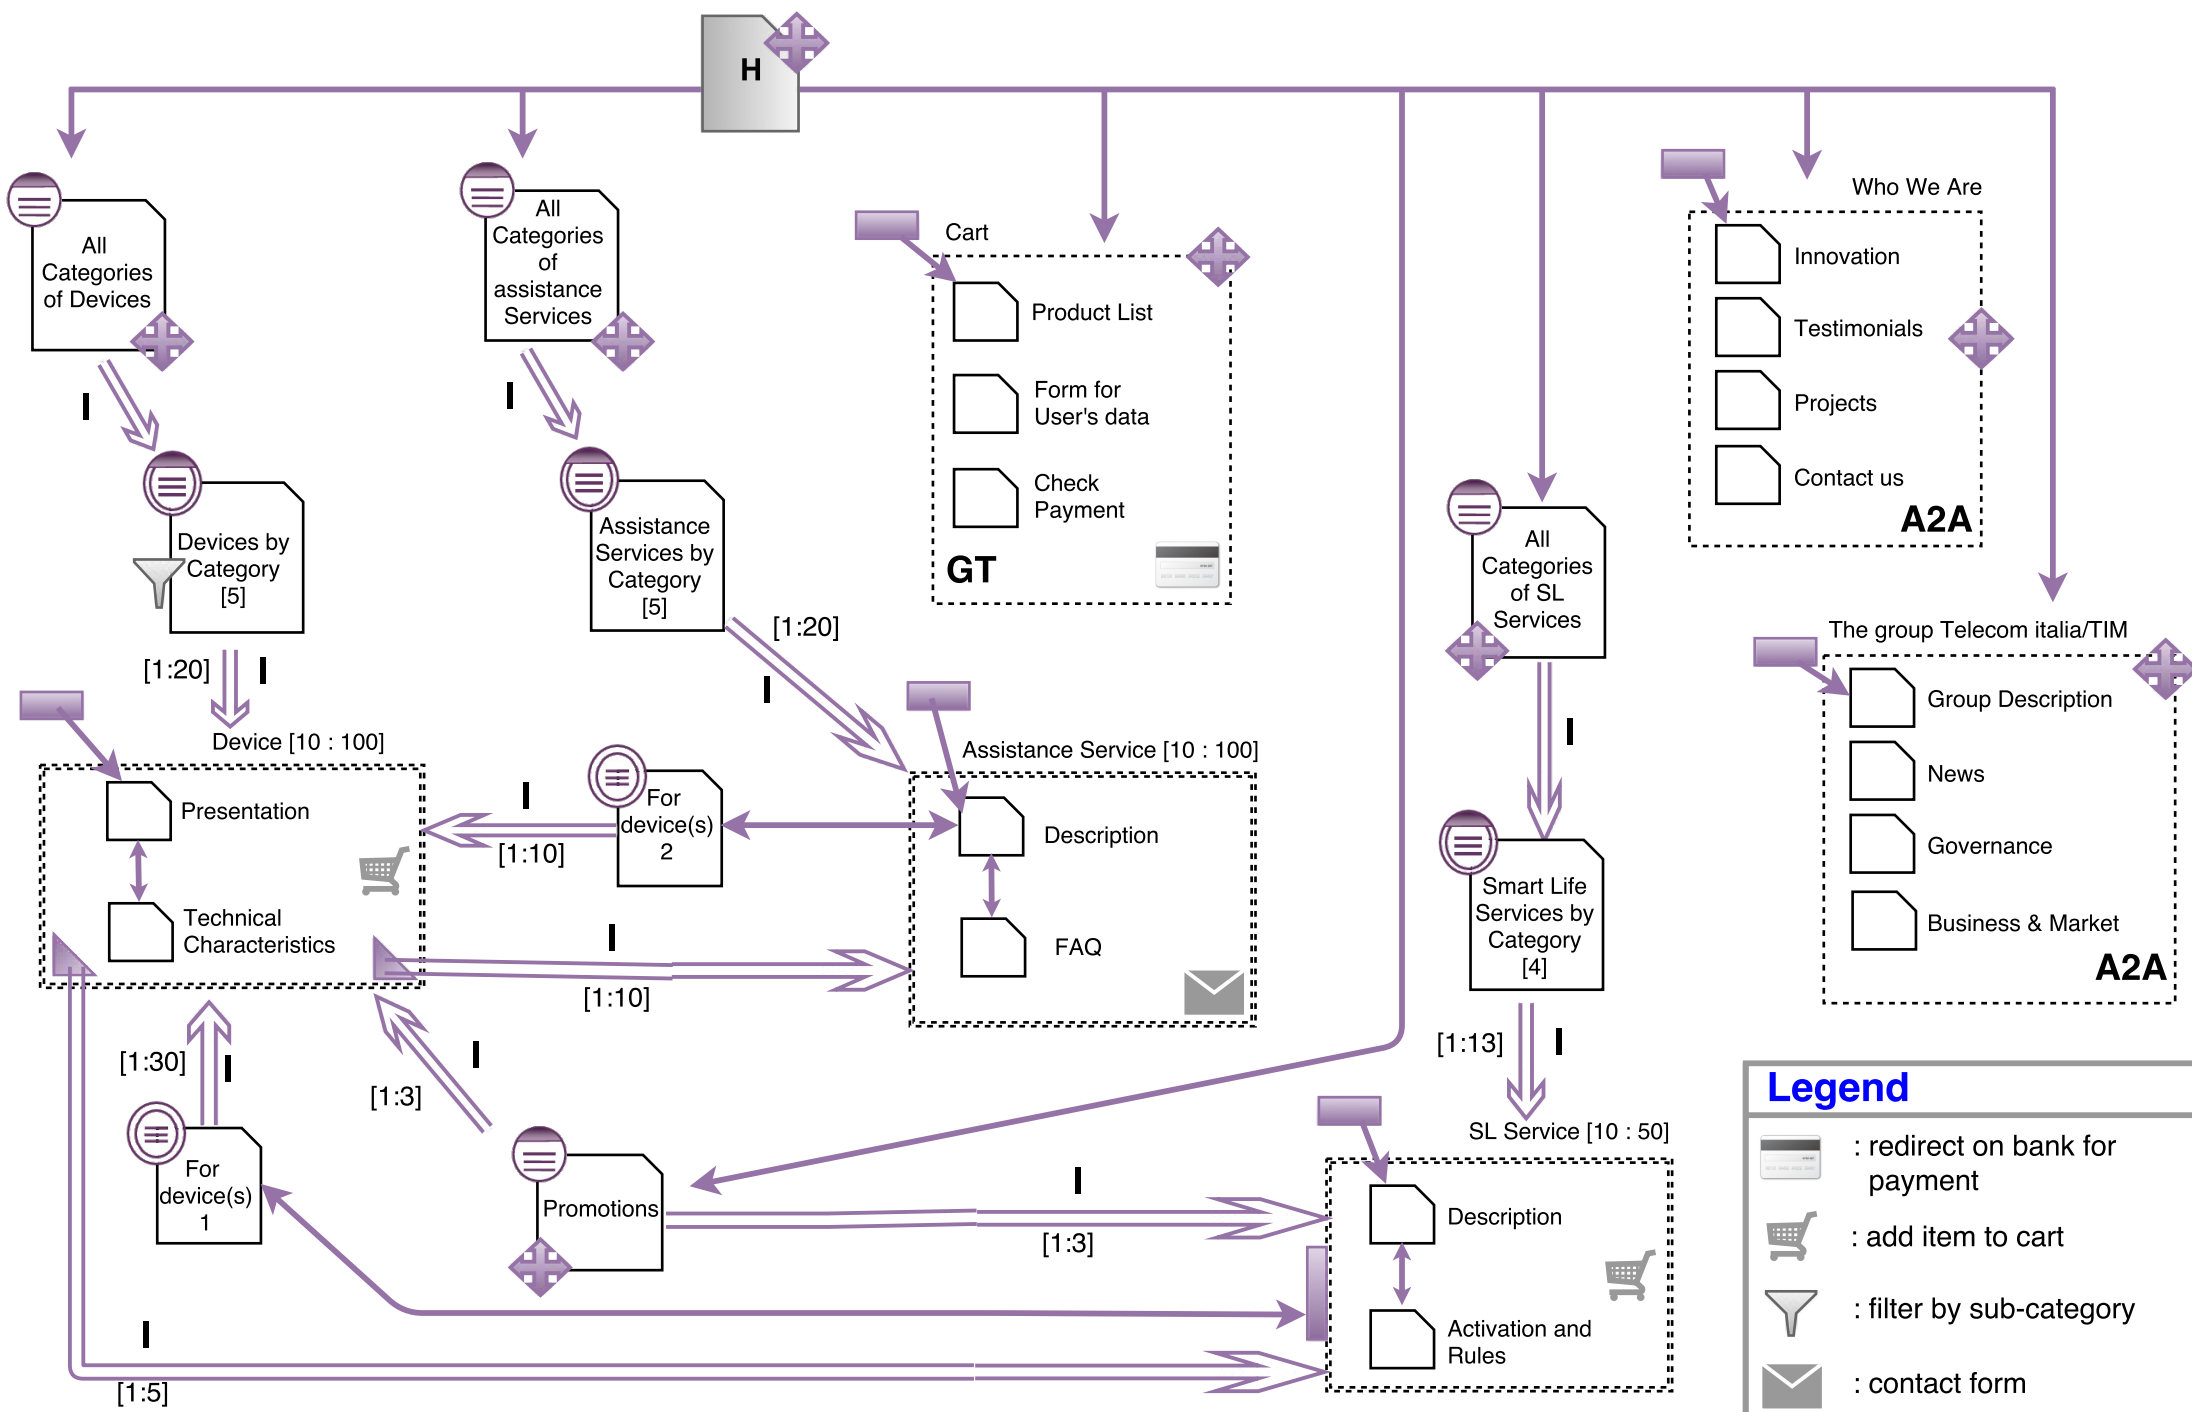 H
All
Categories
of Devices
All
Categories
of
assistance
Services
Cart
Product List
Form for
User's data
Check
Payment
GT
Who We Are
Innovation
Testimonials
Projects
Contact us
A2A
I
I
Devices by
Category
[5]
Assistance
Services by
Category
[5]
All
Categories
of SL
Services
[1:20]
I
[1:20]
I
The group Telecom italia/TIM
Group Description
News
Governance
Business & Market
A2A
I
Device [10 : 100]
Presentation
Technical
Characteristics
I
[1:10]
For
device(s)
2
Assistance Service [10 : 100]
Description
FAQ
I
[1:10]
Smart Life
Services by
Category
[4]
[1:13]
I
[1:30]
I
I
[1:3]
For
device(s)
1
Promotions
I
[1:3]
SL Service [10 : 50]
Description
Activation and
Rules
I
[1:5]
Legend
: redirect on bank for
payment
: add item to cart
: filter by sub-category
: contact form